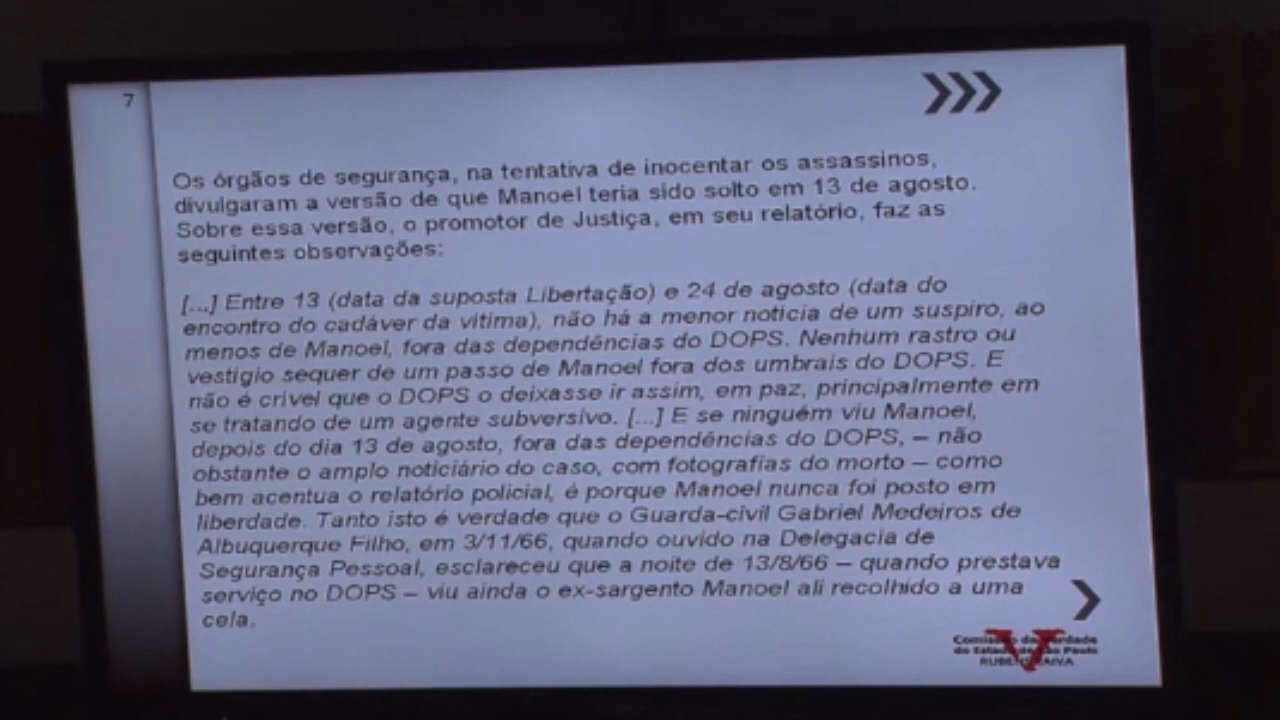 7
Os órgãos de segurança, na tentativa de inocentar os assassinos,
divulgaram a versão de que Manoel teria sido solto em 13 de agosto.
Sobre essa versão, o promotor de Justiça, em seu relatório, faz as
seguintes observações:
[...] Entre 13 (data da suposta Libertação) e 24 de agosto (data do
encontro do cadáver da vítima), não há a menor notícia de um suspiro, ao
menos de Manoel, fora das dependências do DOPS. Nenhum rastro ou
vestígio sequer de um passo de Manoel fora dos umbrais do DOPS. E
não é crível que o DOPS o deixasse ir assim, em paz, principalmente em
se tratando de um agente subversivo. [...] E se ninguém viu Manoel,
depois do dia 13 de agosto, fora das dependências do DOPS, – não
obstante o amplo noticiário do caso, com fotografias do morto – como
bem acentua o relatório policial, é porque Manoel nunca foi posto em
liberdade. Tanto isto é verdade que o Guarda-civil Gabriel Medeiros de
Albuquerque Filho, em 3/11/66, quando ouvido na Delegacia de
Segurança Pessoal, esclareceu que a noite de 13/8/66 – quando prestava
serviço no DOPS – viu ainda o ex-sargento Manoel ali recolhido a uma
cela.
Comissão da Verdade
do Estado de São Paulo
RUBENS PAIVA